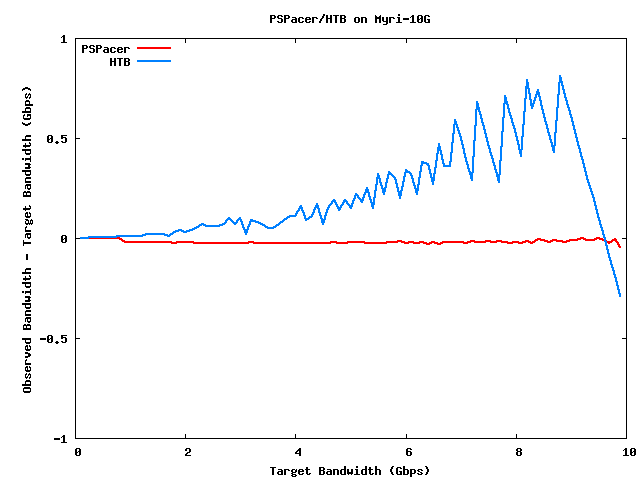 PSPacer/HTB on Myri-10G
PSPacer
HTB
1
0.5
0
-0.5
-1
Observed Bandwidth - Target Bandwidth (Gbps)
0 2 4 6 8 10
Target Bandwidth (Gbps)